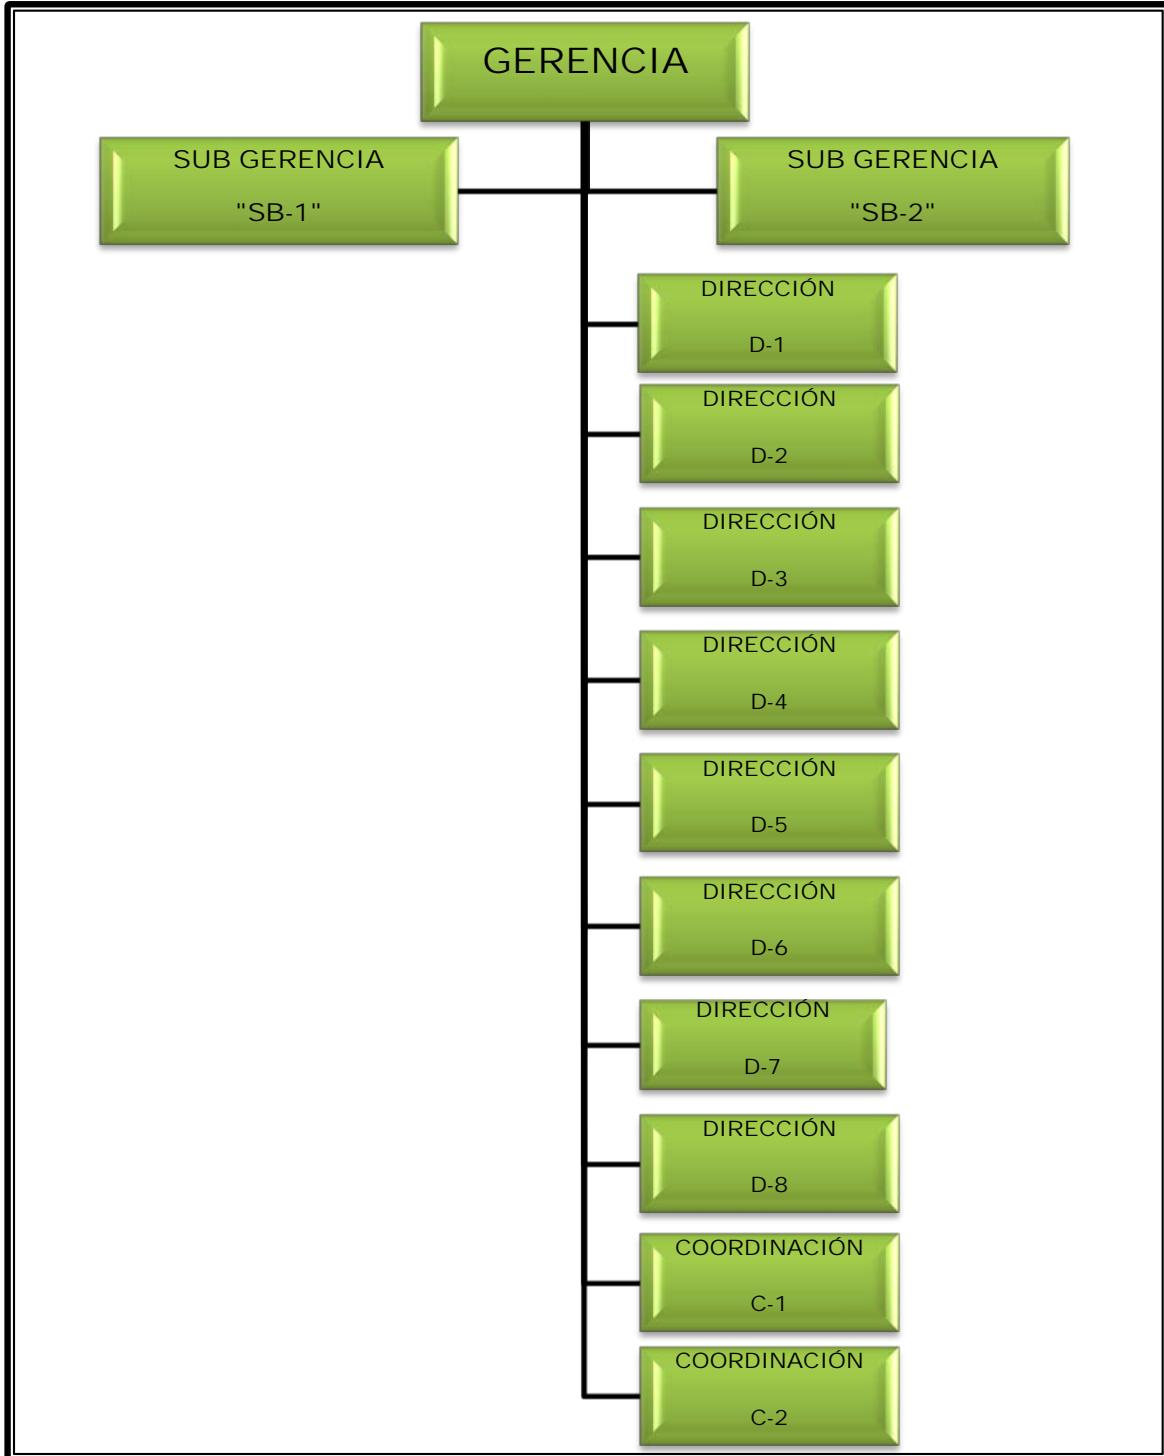 GERENCIA
SUB GERENCIA
"SB-1"
SUB GERENCIA
"SB-2"
DIRECCIÓN
D-1
DIRECCIÓN
D-2
DIRECCIÓN
D-3
DIRECCIÓN
D-4
DIRECCIÓN
D-5
DIRECCIÓN
D-6
DIRECCIÓN
D-7
DIRECCIÓN
D-8
COORDINACIÓN
C-1
COORDINACIÓN
C-2